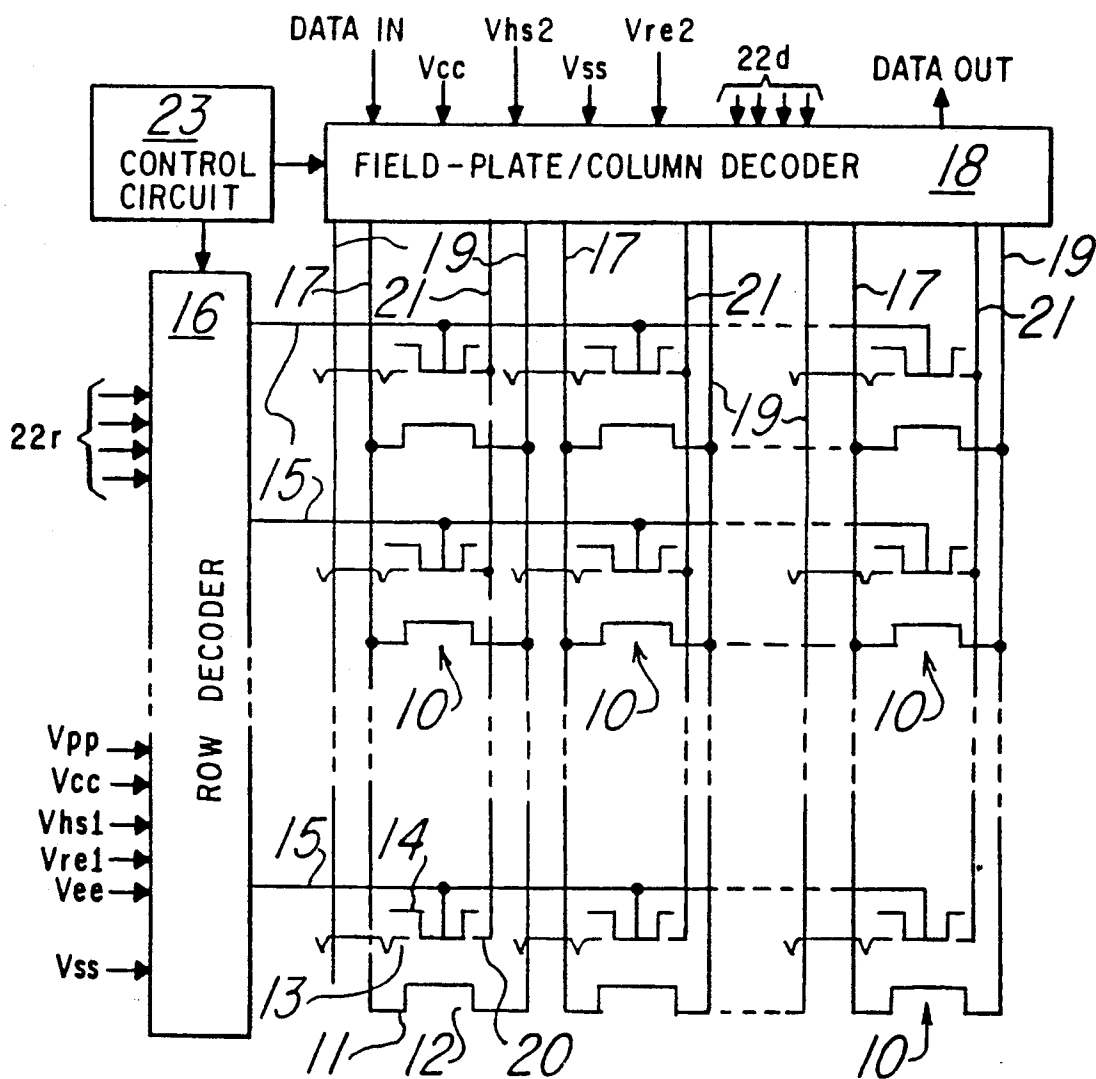 DATA IN
Vhs2
Vre2
Vcc
Vss
22d
DATA OUT
23
CONTROL
CIRCUIT
FIELD-PLATE/COLUMN DECODER
18
19
17
19
17
21
21
17
21
16
22r
15
19
15
10
10
10
ROW DECODER
Vpp
Vcc
Vhs1
Vre1
Vee
Vss
15
14
13
11
12
20
10